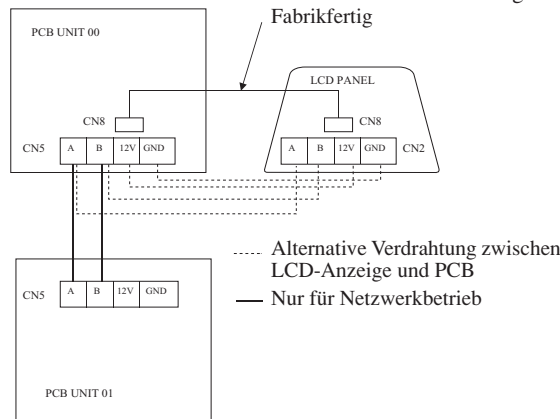 Fabrikfertig
PCB UNIT 00
LCD PANEL
CN8
CN8
CN5
A B 12V GND
A B 12V GND
CN2
Alternative Verdrahtung zwischen
LCD-Anzeige und PCB
Nur für Netzwerkbetrieb
CN5
A B 12V GND
PCB UNIT 01